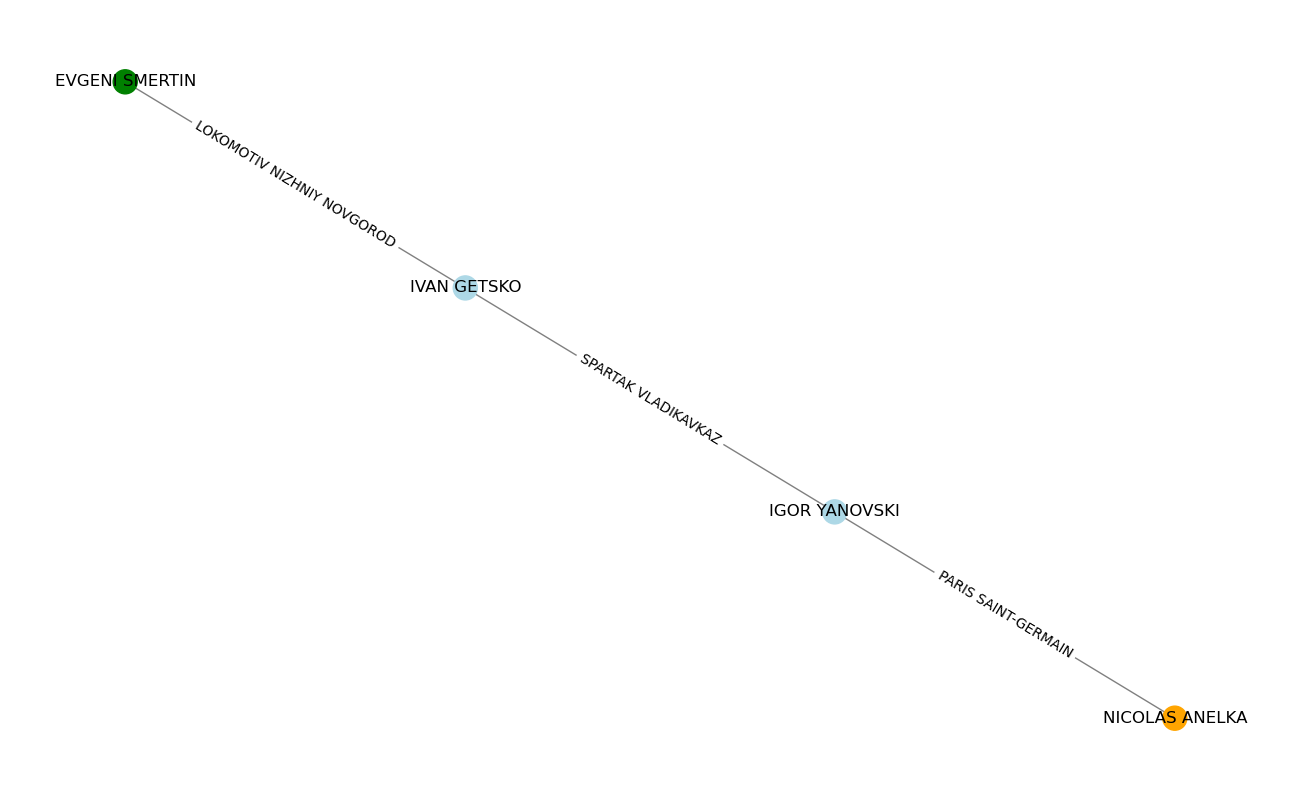 EVGENI SMERTIN
LOKOMOTIV NIZHNIY NOVGOROD
IVAN GETSKO
SPARTAK VLADIKAVKAZ
IGOR YANOVSKI
PARIS SAINT-GERMAIN
NICOLAS ANELKA